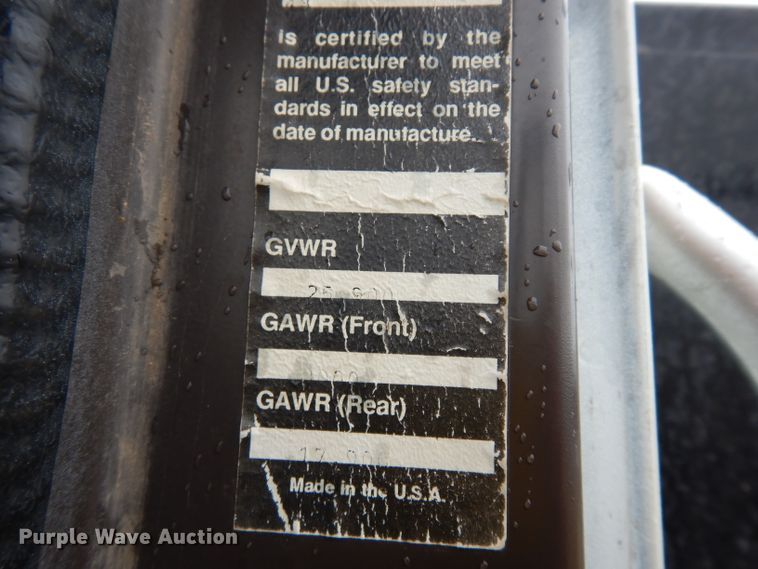 is certified by the
manufacturer to meet
all U.S. safety stan-
dards in effect on the
date of manufacture.
GVWR
GAWR (Front)
GAWR (Rear)
Made in the U.S.A.
Purple Wave Auction